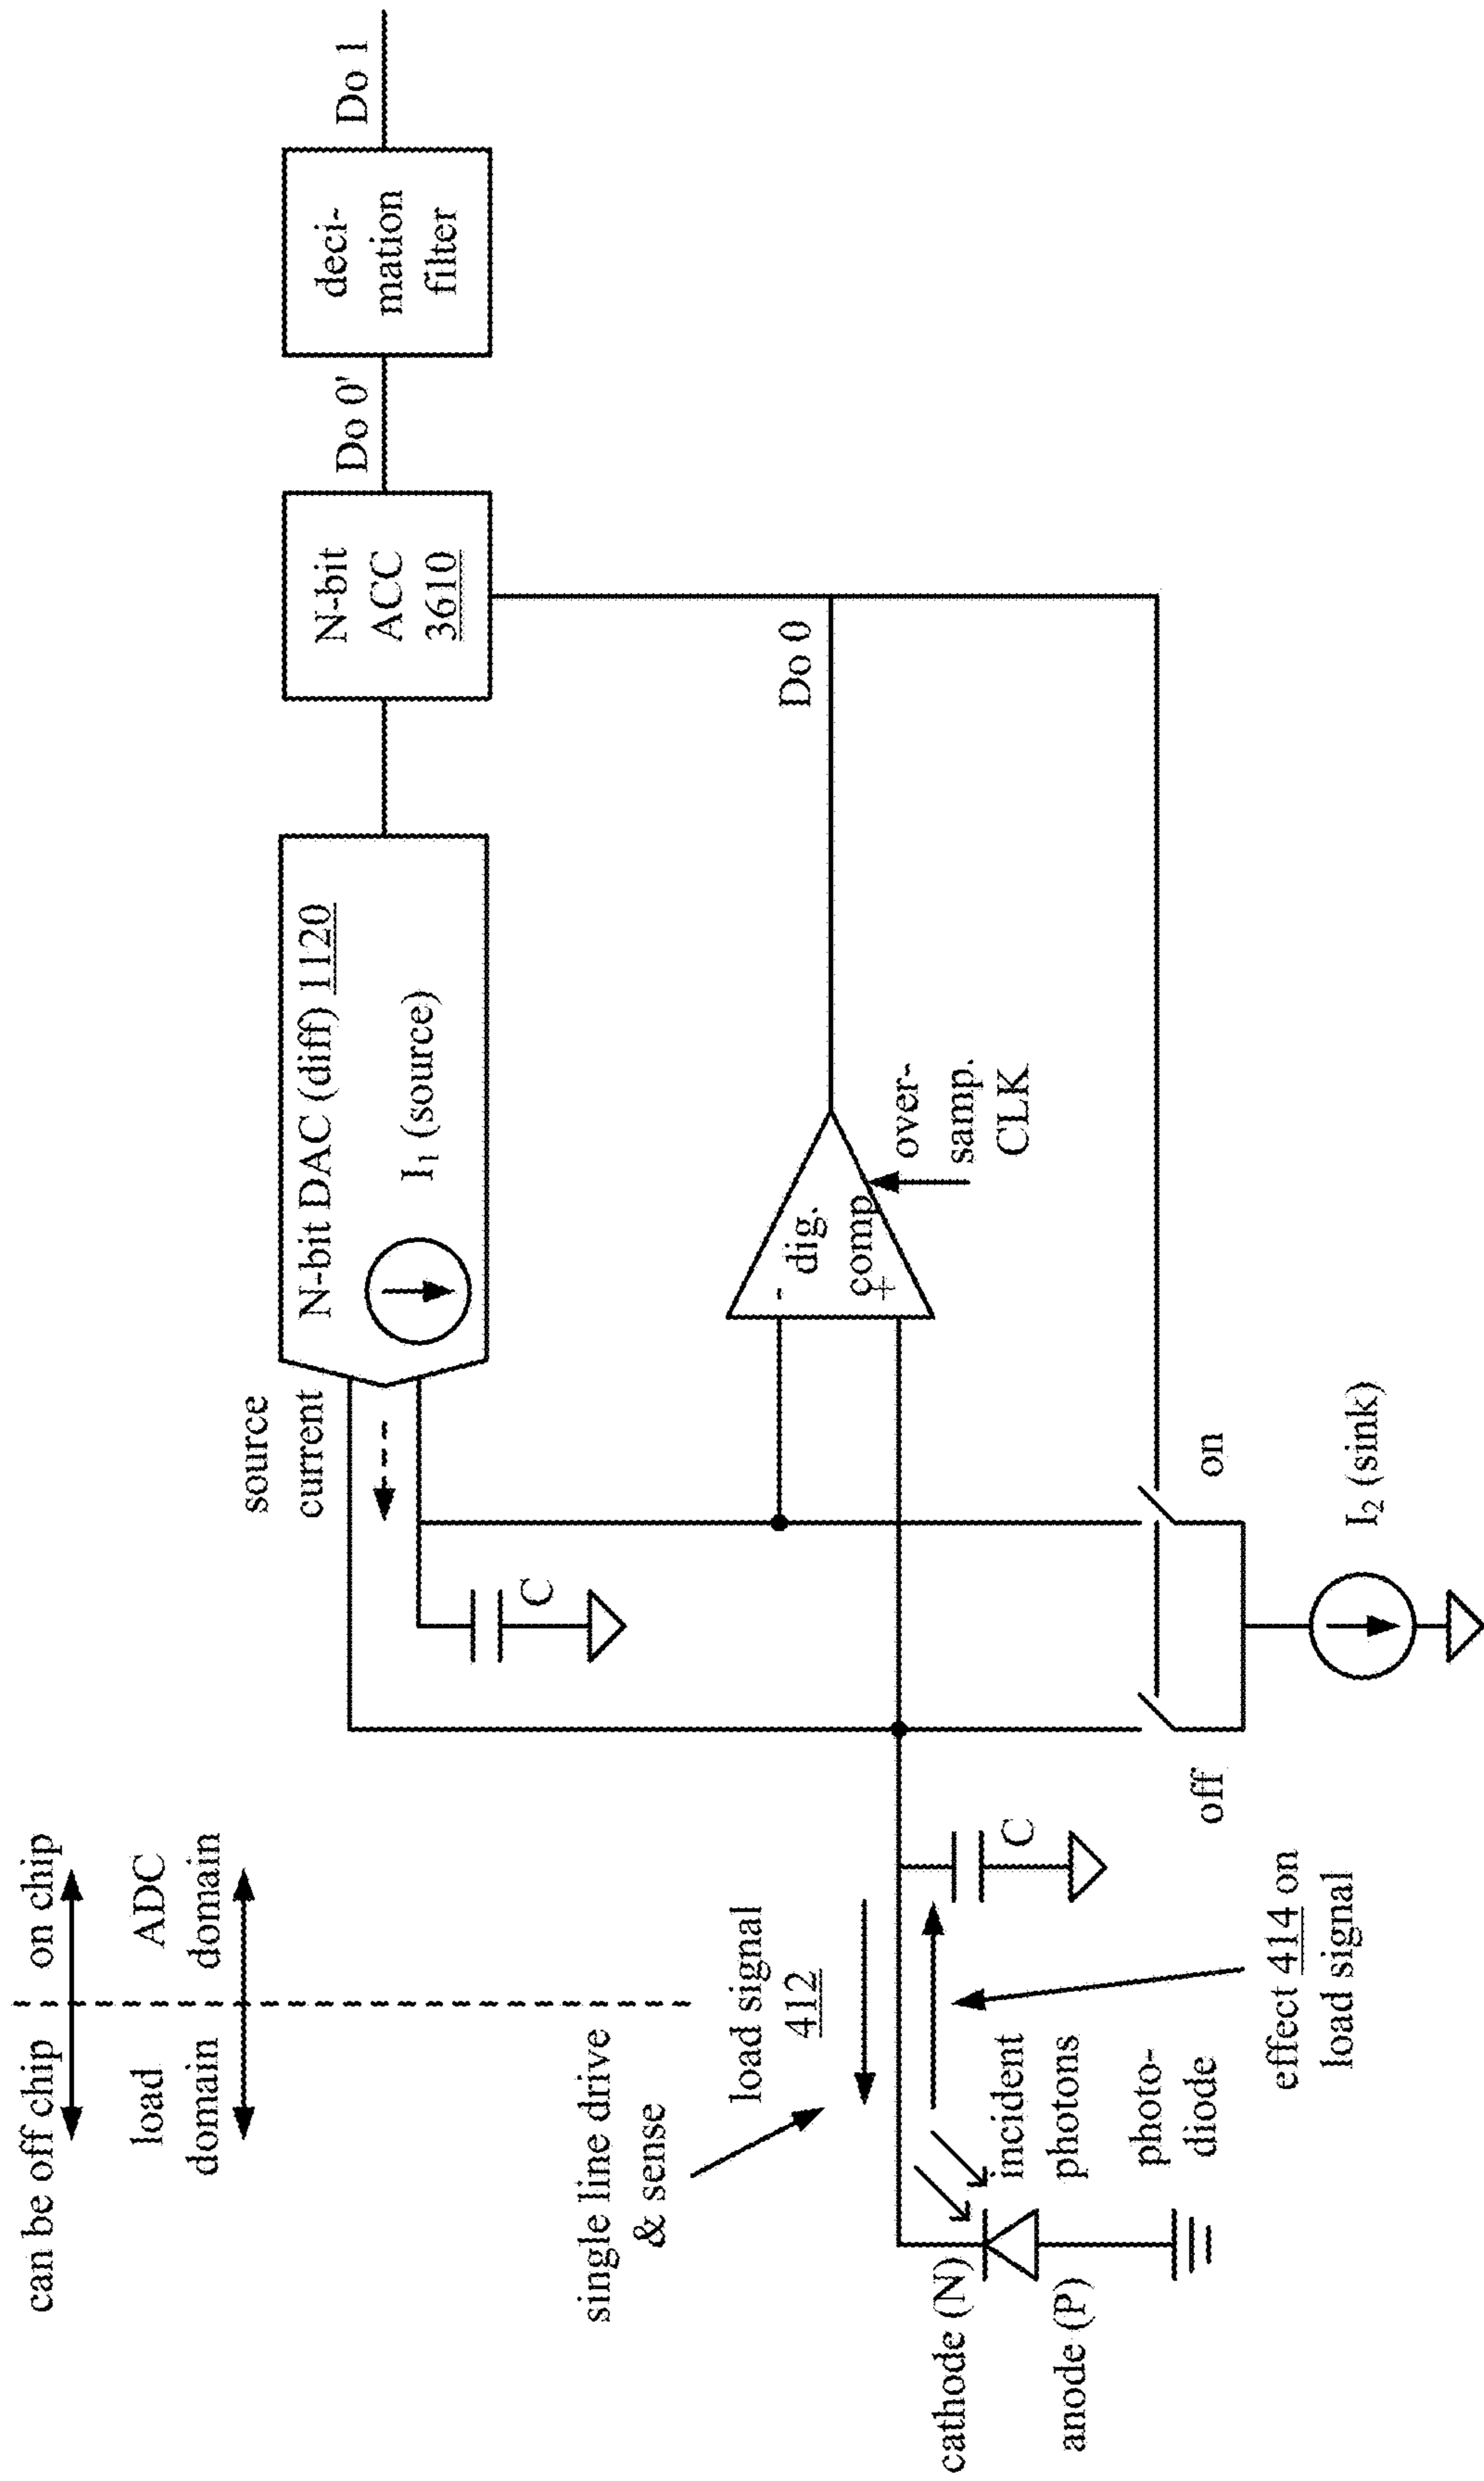 can be off chip
on chip
load
domain
ADC
domain
source
current
N-bit DAC (diff) 1120
I₁ (source)
N-bit
ACC
3610
Do 0'
deci-
mation
filter
Do 1
C
single line drive
& sense
load signal
412
-
dig.
comp
+
Do 0
over-
samp.
CLK
C
cathode (N)
anode (P)
incident
photons
photo-
diode
effect 414 on
load signal
off
on
I₂ (sink)